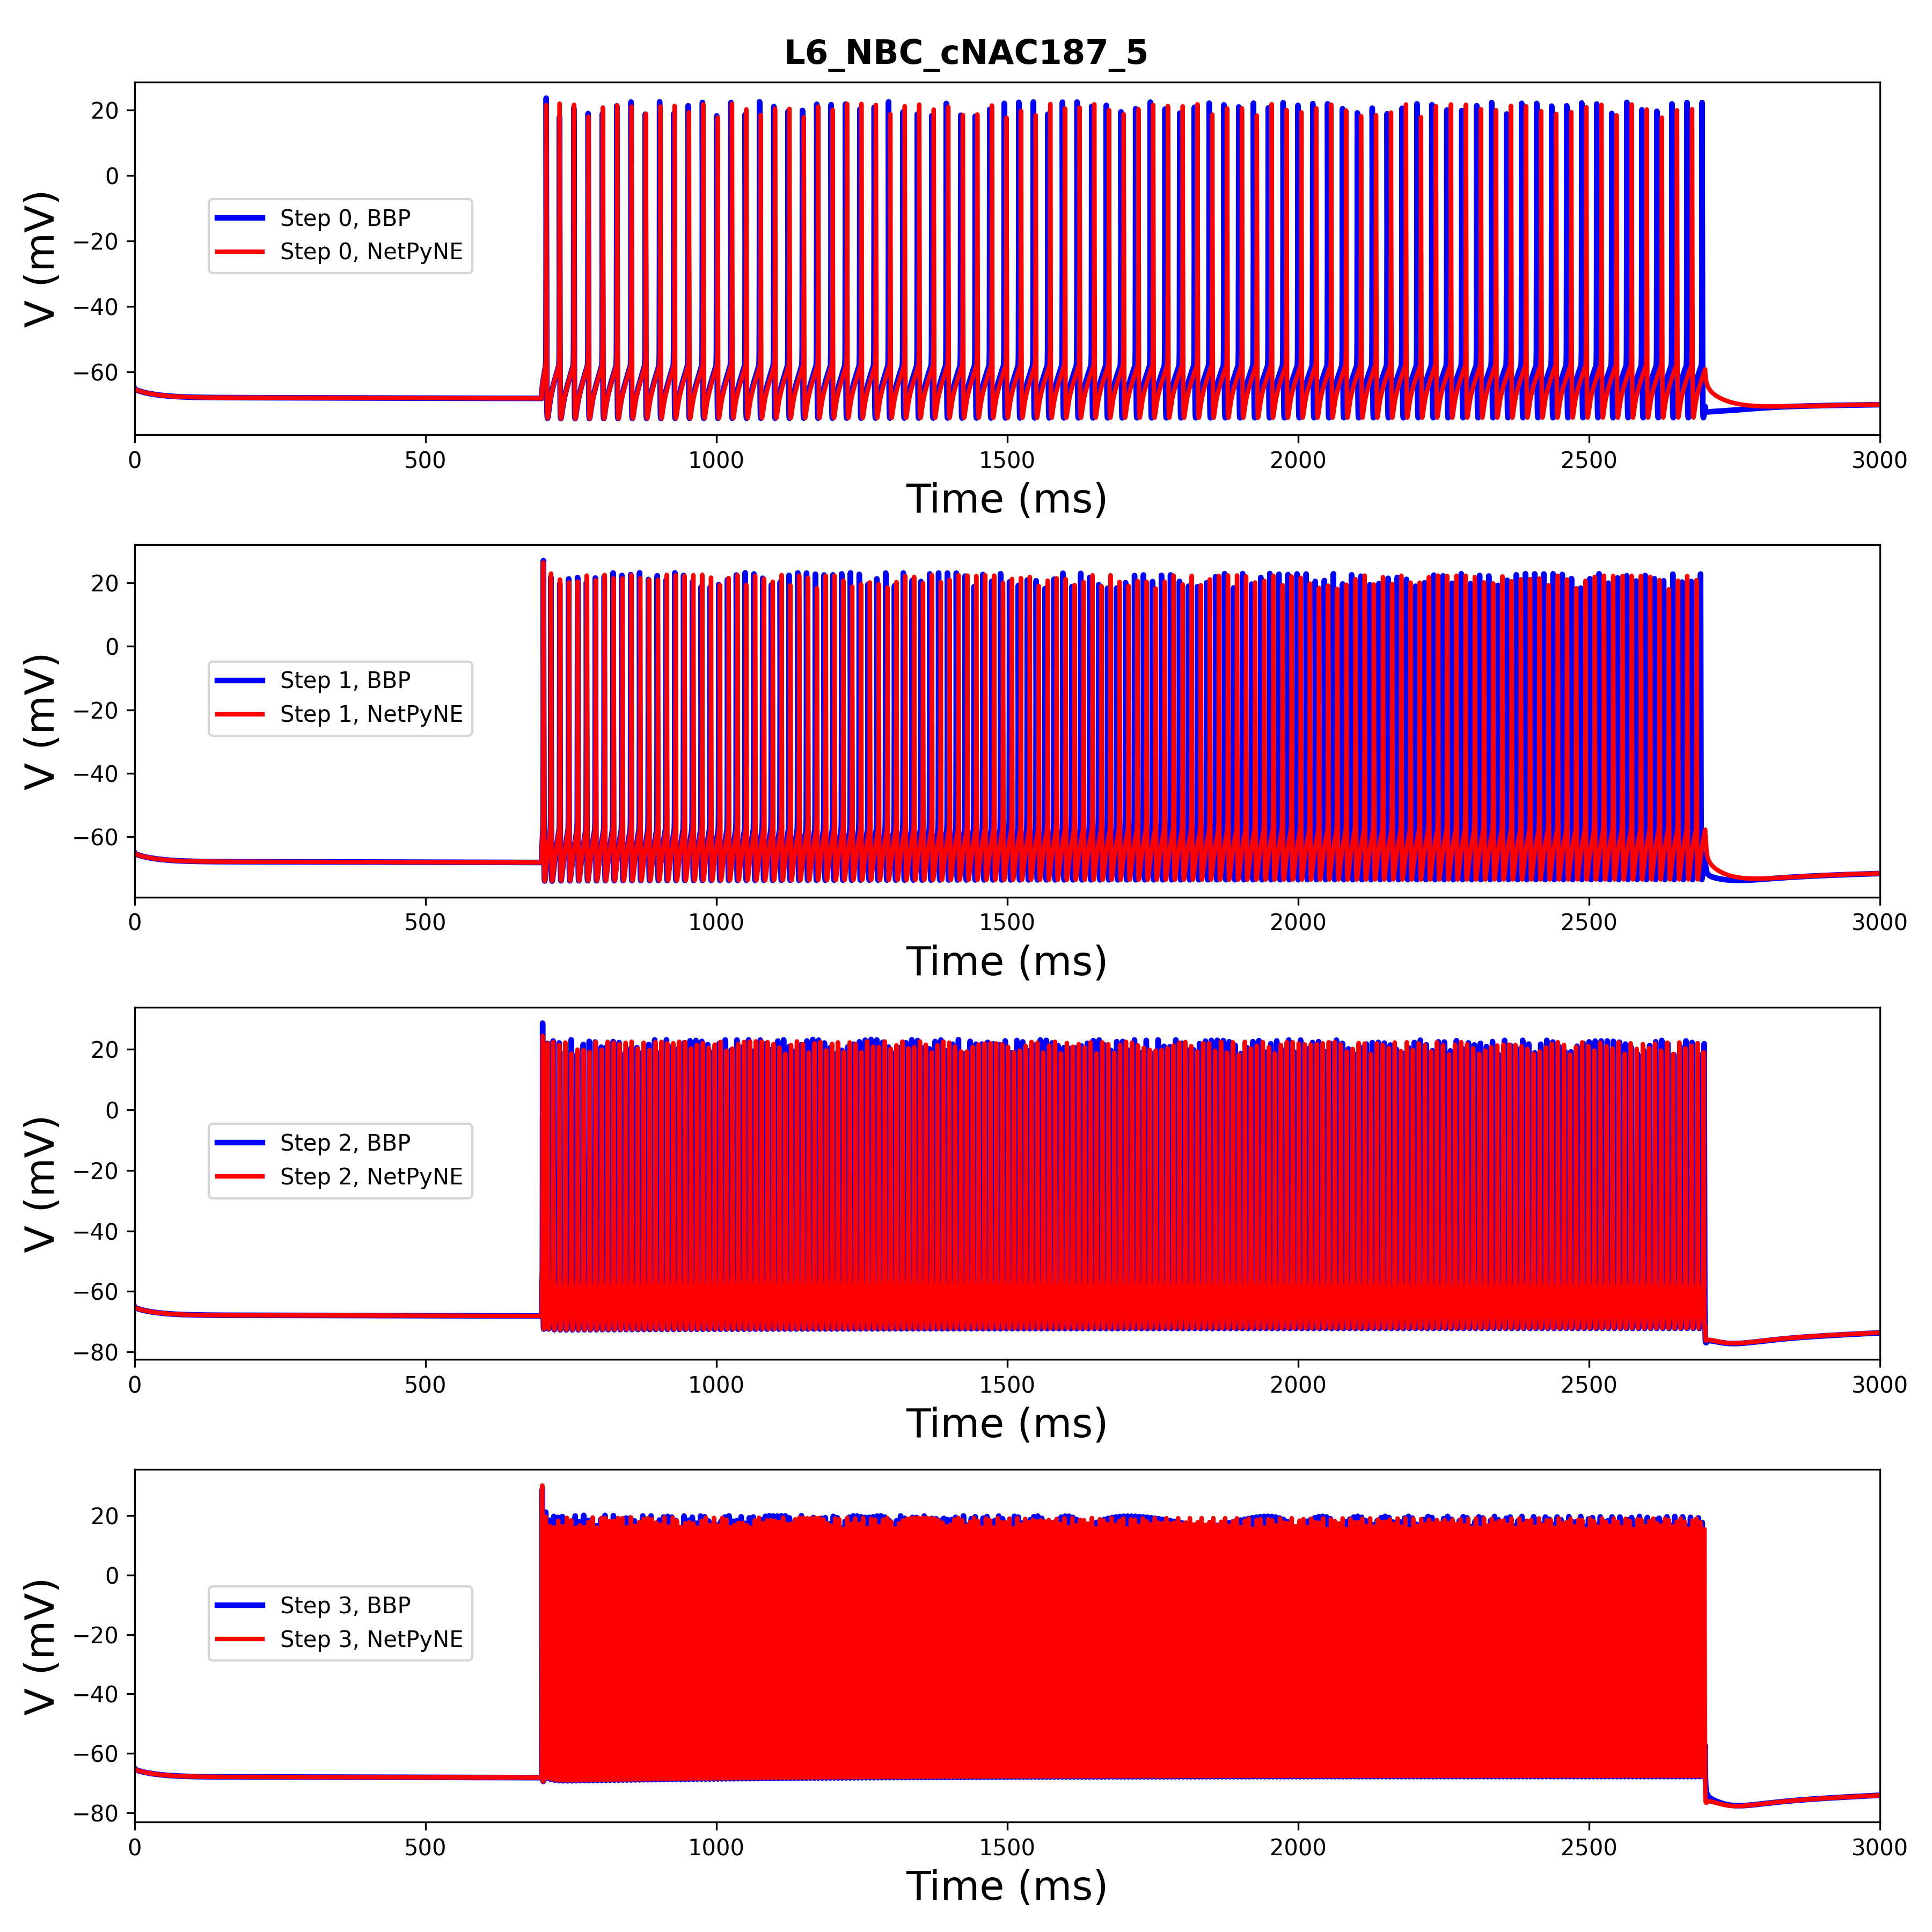 L6_NBC_cNAC187_5
20
0
−20
−40
−60
V (mV)
Step 0, BBP
Step 0, NetPyNE
0 500 1000 1500 2000 2500 3000
Time (ms)
20
0
−20
−40
−60
V (mV)
Step 1, BBP
Step 1, NetPyNE
0 500 1000 1500 2000 2500 3000
Time (ms)
20
0
−20
−40
−60
−80
V (mV)
Step 2, BBP
Step 2, NetPyNE
0 500 1000 1500 2000 2500 3000
Time (ms)
20
0
−20
−40
−60
−80
V (mV)
Step 3, BBP
Step 3, NetPyNE
0 500 1000 1500 2000 2500 3000
Time (ms)